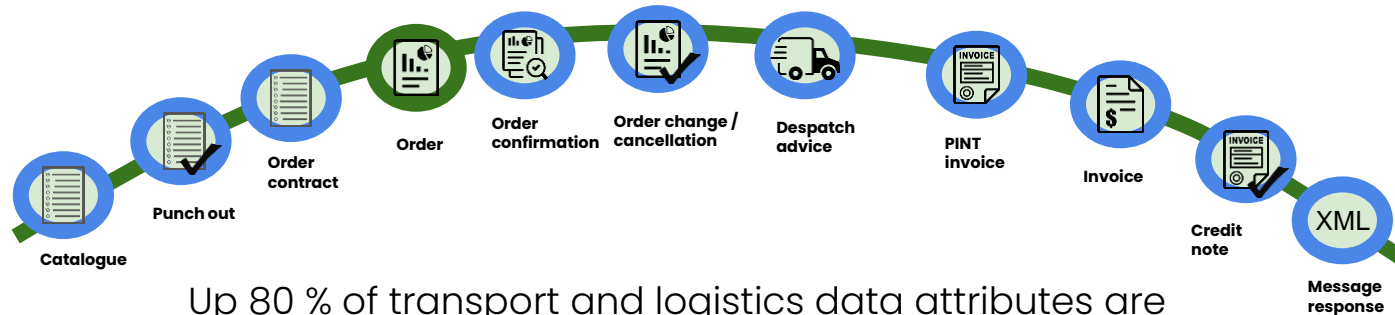 Catalogue
Punch out
Order
contract
Order
Order
confirmation
Order change /
cancellation
Despatch
advice
INVOICE
PINT
invoice
$
Invoice
INVOICE
Credit
note
XML
Message
response
Up 80 % of transport and logistics data attributes are